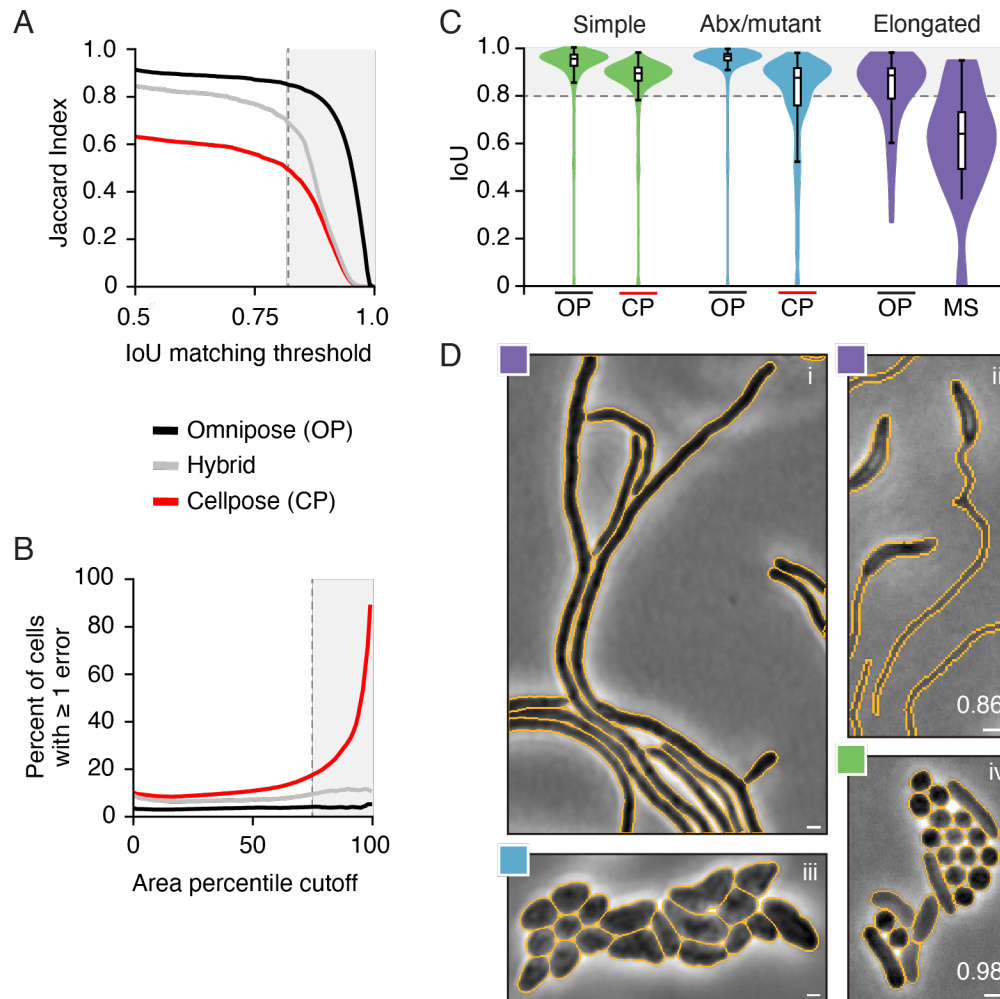 A
1.0
0.8
0.6
0.4
0.2
0
Jaccard Index
0.5
0.75
1.0
IoU matching threshold
Omnipose (OP)
Hybrid
Cellpose (CP)
B
100
80
60
40
20
0
Percent of cells
with ≥ 1 error
0
50
100
Area percentile cutoff
C
Simple
Abx/mutant
Elongated
1.0
0.8
0.6
0.4
0.2
0
IoU
OP
CP
OP
CP
OP
MS
D
i
ii
0.86
iii
iv
0.98